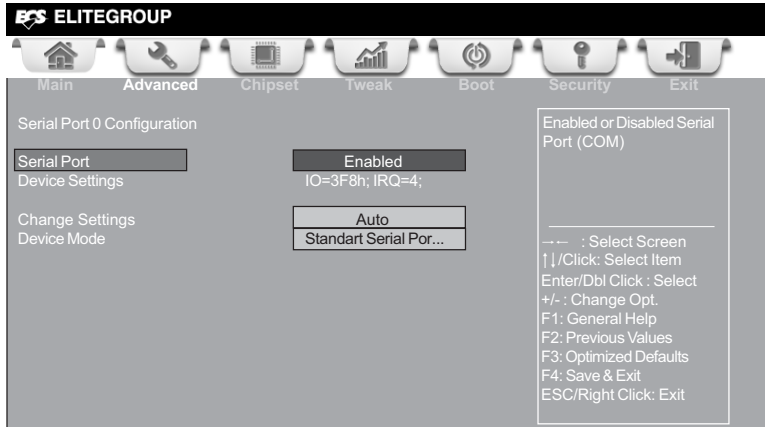 ECS ELITEGROUP
Main Advanced Chipset Tweak Boot Security Exit
Serial Port 0 Configuration
Serial Port Enabled
Device Settings IO=3F8h; IRQ=4;
Change Settings Auto
Device Mode Standart Serial Por...
Enabled or Disabled Serial
Port (COM)
→← : Select Screen
↑↓/Click: Select Item
Enter/Dbl Click : Select
+/- : Change Opt.
F1: General Help
F2: Previous Values
F3: Optimized Defaults
F4: Save & Exit
ESC/Right Click: Exit